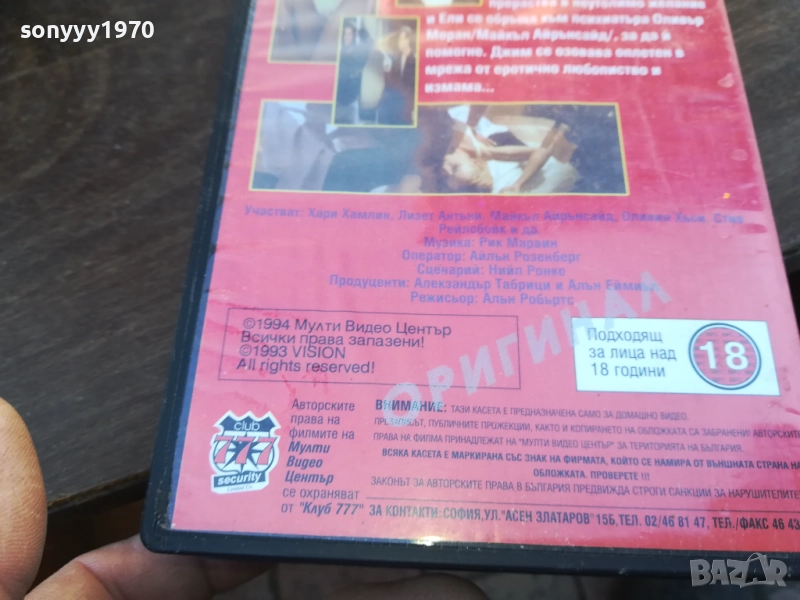 sonyyy1970
прераства в неутолимо желание
и Ели се обръща към психиатъра Оливър
Моран/Майкъл Айрънсайд/, за да ѝ
помогне. Джим се озовава оплетен в
мрежа от еротично любопитство и
измама...
Участват: Хари Хамлин, Лизет Антъни, Майкъл Айрънсайд, Оливия Хъси, Стив
Рейлсбейк и др.
Музика: Рик Марвин
Оператор: Айлън Розенберг
Сценарий: Нийл Ронко
Продуценти: Алекзандър Табрици и Алън
Режисьор: Алън Робъртс
ОРИГИНАЛ
©1994 Мулти Видео Център
Всички права запазени!
©1993 VISION
All rights reserved!
Подходящ
за лица над
18 години
18
club
777
security
Авторските
права на
филмите на
Мулти
Видео
Център
се охраняват
от "Клуб 777"
ВНИМАНИЕ: ТАЗИ КАСЕТА Е ПРЕДНАЗНАЧЕНА САМО ЗА ДОМАШНО ВИДЕО.
ПРЕЗАПИСЪТ, ПУБЛИЧНИТЕ ПРОЖЕКЦИИ, КАКТО И КОПИРАНЕТО НА ОБЛОЖКАТА СА ЗАБРАНЕНИ! АВТОРСКИТЕ
ПРАВА НА ФИЛМА ПРИНАДЛЕЖАТ НА "МУЛТИ ВИДЕО ЦЕНТЪР" ЗА ТЕРИТОРИЯТА НА БЪЛГАРИЯ.
ВСЯКА КАСЕТА Е МАРКИРАНА СЪС ЗНАК НА ФИРМАТА, КОЙТО СЕ НАМИРА ОТ ВЪНШНАТА СТРАНА НА
ОБЛОЖКАТА. ПРОВЕРЕТЕ !!!
ЗАКОНЪТ ЗА АВТОРСКИТЕ ПРАВА В БЪЛГАРИЯ ПРЕДВИЖДА СТРОГИ САНКЦИИ ЗА НАРУШИТЕЛИТЕ
ЗА КОНТАКТИ: СОФИЯ, УЛ."АСЕН ЗЛАТАРОВ" 15Б, ТЕЛ. 02/46 81 47, ТЕЛ./ФАКС 46 43
BAZAR